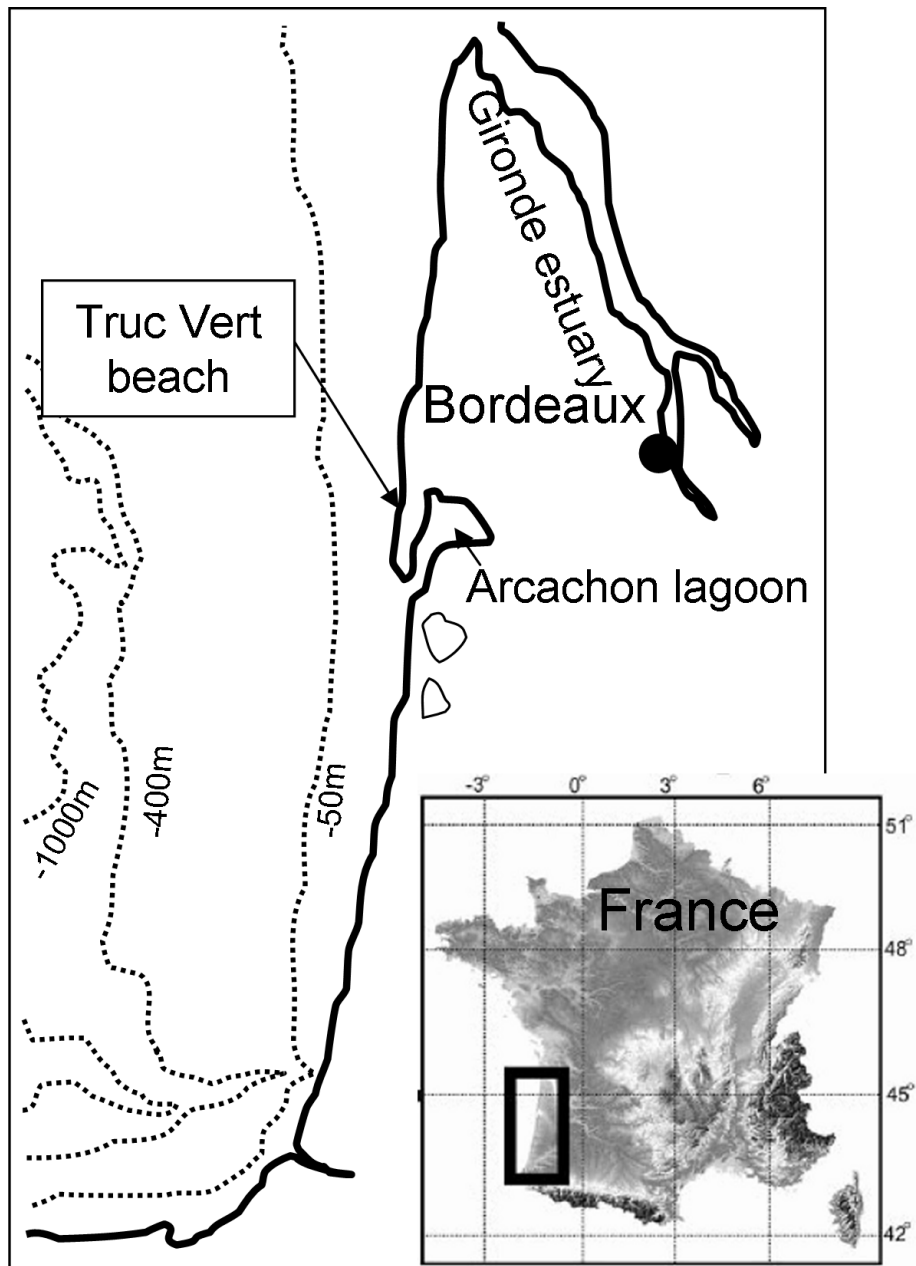 Gironde estuary
Truc Vert
beach
Bordeaux
Arcachon lagoon
-1000m
-400m
-50m
-3° 0° 3° 6°
51°
France
48°
45°
42°